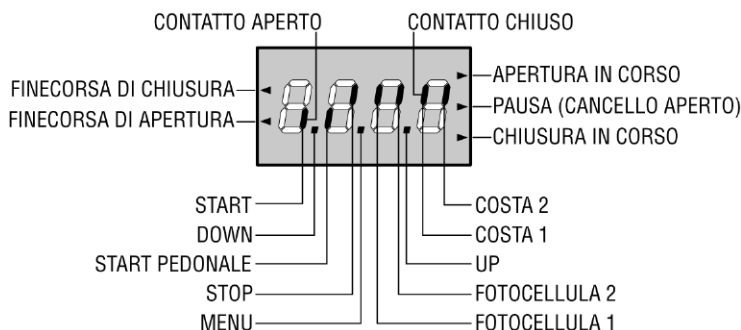 CONTATTO APERTO
CONTATTO CHIUSO
FINECORSA DI CHIUSURA
FINECORSA DI APERTURA
APERTURA IN CORSO
PAUSA (CANCELLO APERTO)
CHIUSURA IN CORSO
START
DOWN
START PEDONALE
STOP
MENU
COSTA 2
COSTA 1
UP
FOTOCELLULA 2
FOTOCELLULA 1